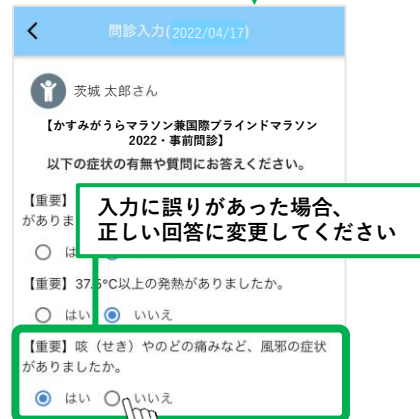 問診入力(2022/04/17)
茨城 太郎さん
【かすみがうらマラソン兼国際ブラインドマラソン
2022・事前問診】
以下の症状の有無や質問にお答えください。
【重要】
がありま
入力に誤りがあった場合、
正しい回答に変更してください
は
【重要】37.5°C以上の発熱がありましたか。
はい いいえ
【重要】咳（せき）やのどの痛みなど、風邪の症状
がありましたか。
はい いいえ